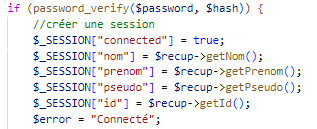 if (password_verify($password, $hash)) {
//créer une session
$_SESSION["connected"] = true;
$_SESSION["nom"] = $recup->getNom();
$_SESSION["prenom"] = $recup->getPrenom();
$_SESSION["pseudo"] = $recup->getPseudo();
$_SESSION["id"] = $recup->getId();
$error = "Connecté";